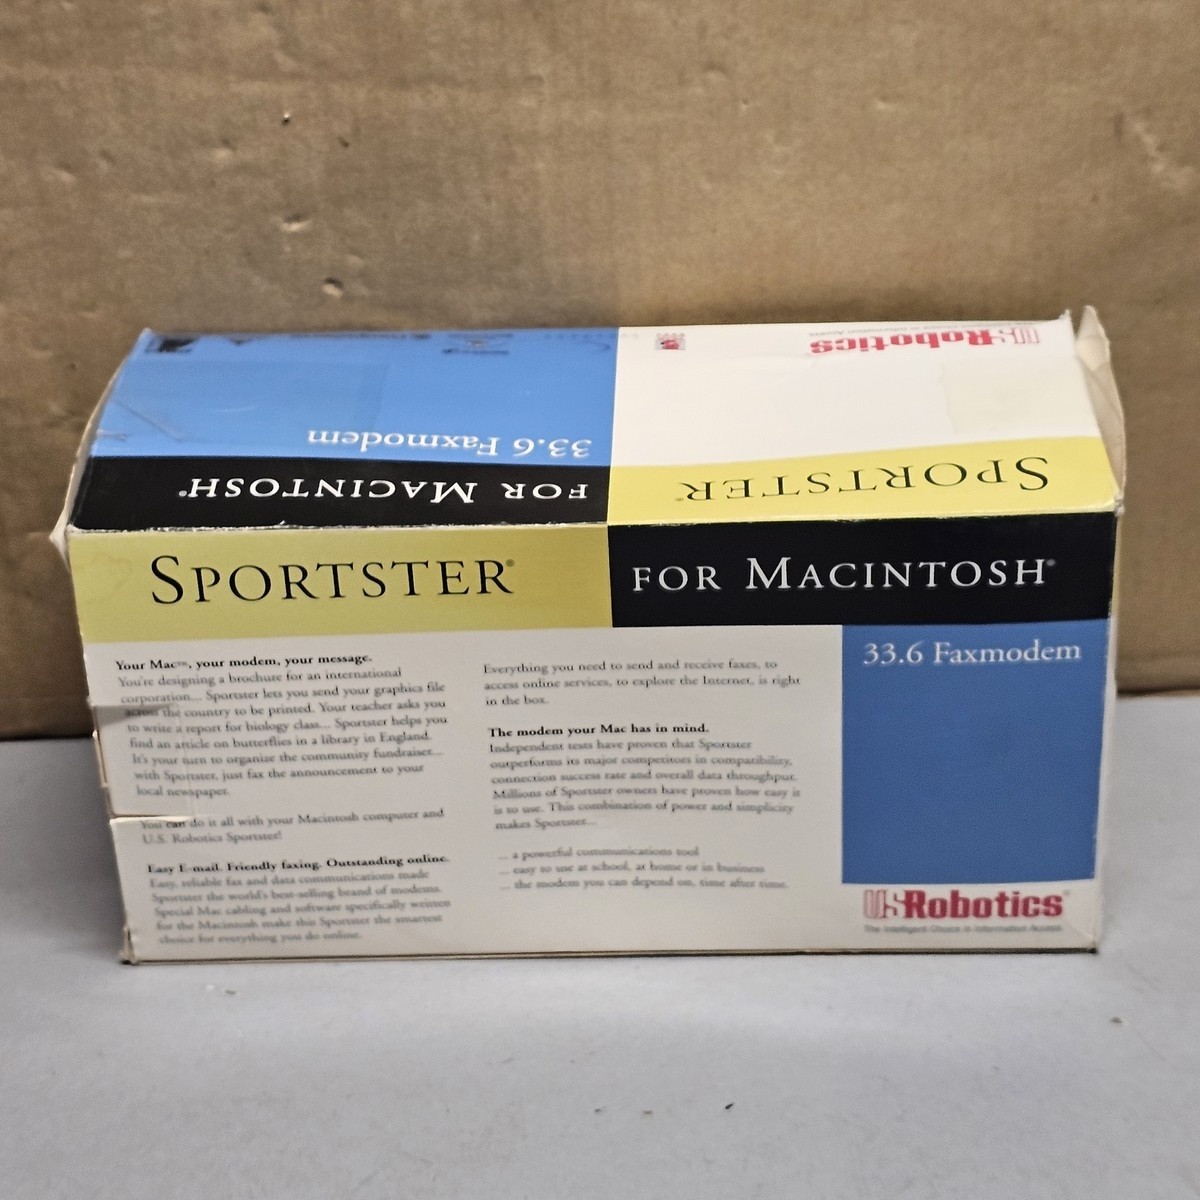 USRobotics
33.6 Faxmodem
SPORTSTER®
FOR MACINTOSH®
SPORTSTER®
FOR MACINTOSH®
33.6 Faxmodem
Your Mac™, your modem, your message.
You're designing a brochure for an international
corporation... Sportster lets you send your graphics file
across the country to be printed. Your teacher asks you
to write a report for biology class... Sportster helps you
find an article on butterflies in a library in England.
It's your turn to organize the community fundraiser...
with Sportster, just fax the announcement to your
local newspaper.
You can do it all with your Macintosh computer and
U.S. Robotics Sportster!
Easy E-mail. Friendly faxing. Outstanding online.
Easy, reliable fax and data communications made
Sportster the world's best-selling brand of modems.
Special Mac cabling and software specifically written
for the Macintosh make this Sportster the smartest
choice for everything you do online.
Everything you need to send and receive faxes, to
access online services, to explore the Internet, is right
in the box.
The modem your Mac has in mind.
Independent tests have proven that Sportster
outperforms its major competitors in compatibility,
connection success rate and overall data throughput.
Millions of Sportster owners have proven how easy it
is to use. This combination of power and simplicity
makes Sportster...
... a powerful communications tool
... easy to use at school, at home or in business
... the modem you can depend on, time after time.
USRobotics®
The Intelligent Choice in Information Access